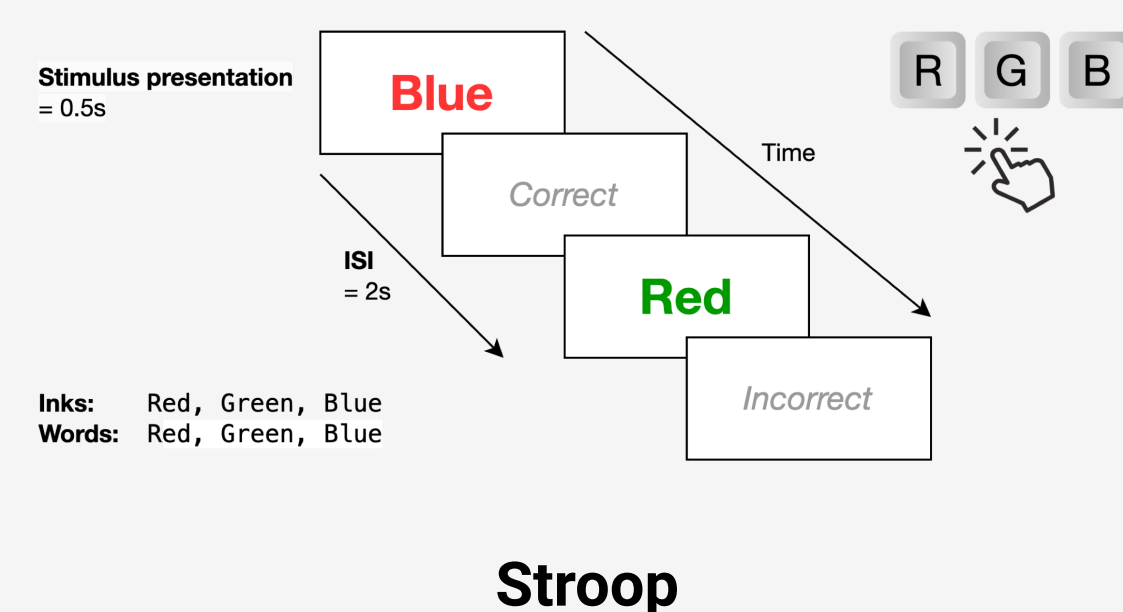 Stimulus presentation
= 0.5s
Blue
R G B
Correct
Time
ISI
= 2s
Red
Incorrect
Inks: Red, Green, Blue
Words: Red, Green, Blue
Stroop